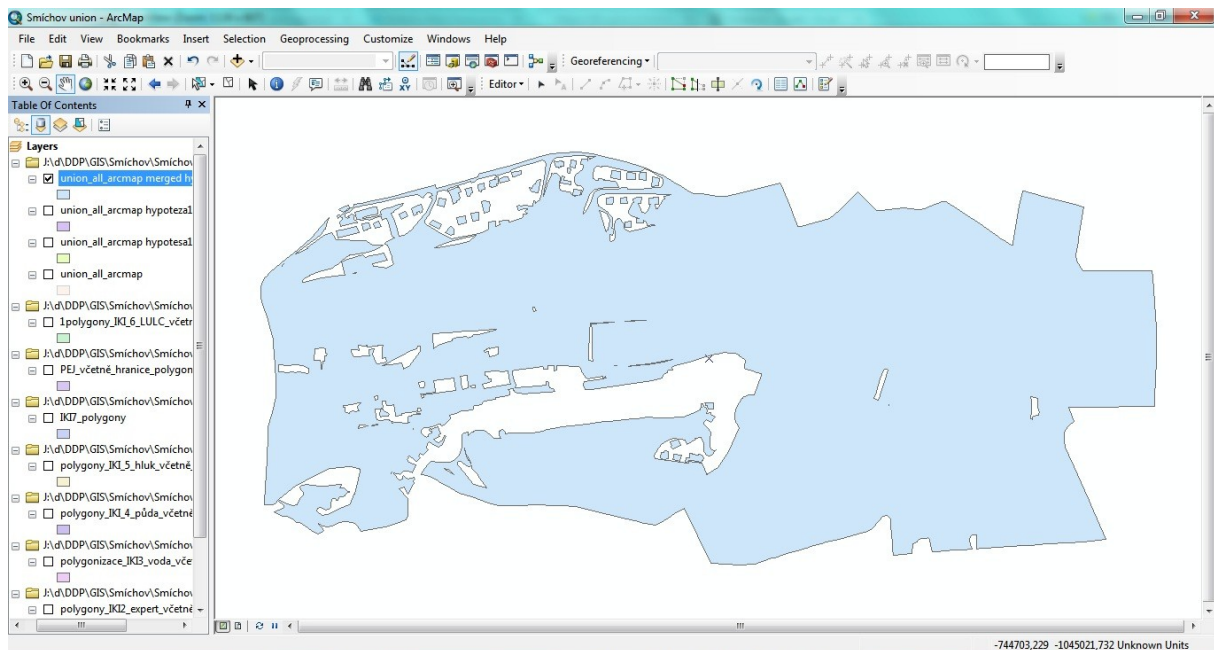 Smíchov union - ArcMap
File Edit View Bookmarks Insert Selection Geoprocessing Customize Windows Help
Georeferencing
Editor
Table Of Contents
Layers
J:\d\DDP\GIS\Smíchov\Smíchov
union_all_arcmap merged hy
union_all_arcmap hypoteza1
union_all_arcmap hypotesa1
union_all_arcmap
J:\d\DDP\GIS\Smíchov\Smíchov
1polygony_IKI_6_LULC_včetr
J:\d\DDP\GIS\Smíchov\Smíchov
PEJ_včetně_hranice_polygon
J:\d\DDP\GIS\Smíchov\Smíchov
IKI7_polygony
J:\d\DDP\GIS\Smíchov\Smíchov
polygony_IKI_5_hluk_včetně_
J:\d\DDP\GIS\Smíchov\Smíchov
polygony_IKI_4_půda_včetně
J:\d\DDP\GIS\Smíchov\Smíchov
polygonizace_IKI3_voda_vče
J:\d\DDP\GIS\Smíchov\Smíchov
polygony_IKI2_expert_včetně
-744703,229 -1045021,732 Unknown Units